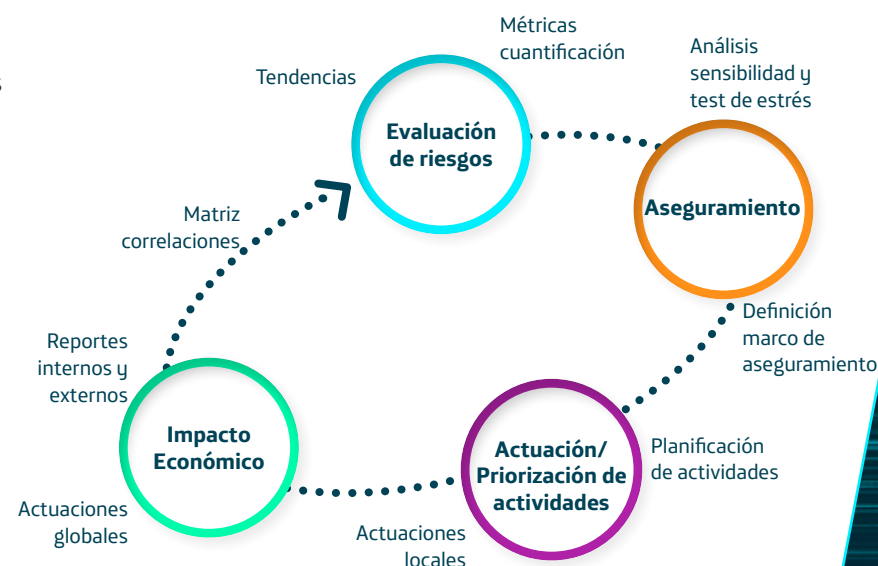 Métricas
cuantificación
Tendencias
Análisis
sensibilidad y
test de estrés
Evaluación
de riesgos
Aseguramiento
Matriz
correlaciones
Definición
marco de
aseguramiento
Reportes
internos y
externos
Impacto
Económico
Actuación/
Priorización de
actividades
Planificación
de actividades
Actuaciones
globales
Actuaciones
locales